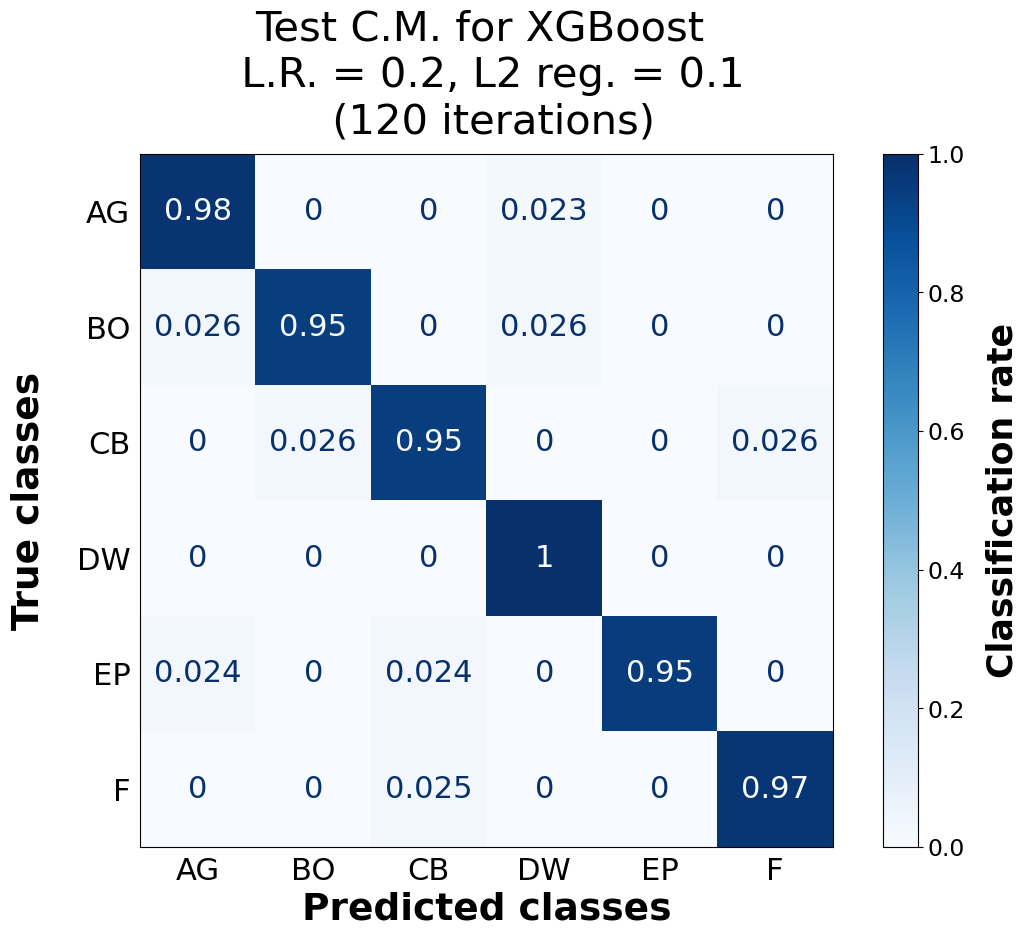 Test C.M. for XGBoost
L.R. = 0.2, L2 reg. = 0.1
(120 iterations)
AG 0.98 0 0 0.023 0 0
BO 0.026 0.95 0 0.026 0 0
CB 0 0.026 0.95 0 0 0.026
DW 0 0 0 1 0 0
EP 0.024 0 0.024 0 0.95 0
F 0 0 0.025 0 0 0.97
AG BO CB DW EP F
Predicted classes
True classes
1.0
0.8
0.6
0.4
0.2
0.0
Classification rate